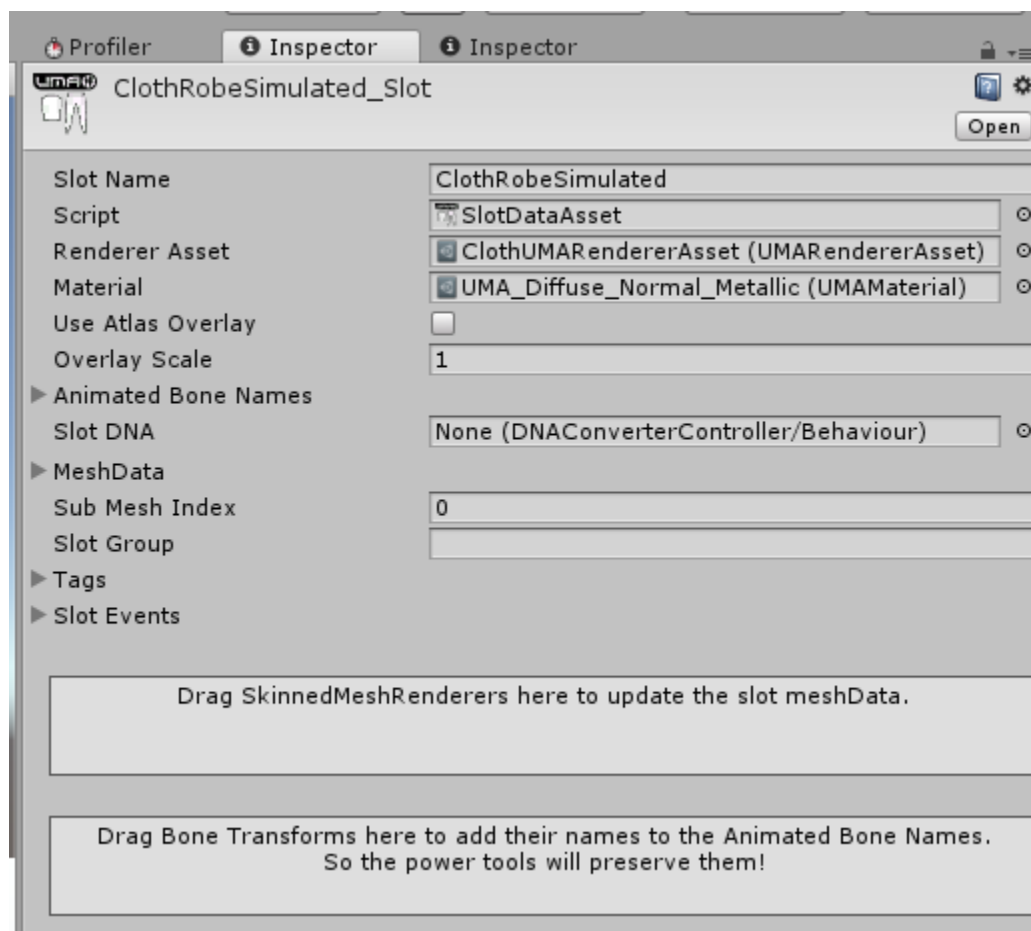 Profiler
Inspector
Inspector
UMA
ClothRobeSimulated_Slot
Open
Slot Name ClothRobeSimulated
Script SlotDataAsset
Renderer Asset ClothUMARendererAsset (UMARendererAsset)
Material UMA_Diffuse_Normal_Metallic (UMAMaterial)
Use Atlas Overlay
Overlay Scale 1
Animated Bone Names
Slot DNA None (DNAConverterController/Behaviour)
MeshData
Sub Mesh Index 0
Slot Group
Tags
Slot Events
Drag SkinnedMeshRenderers here to update the slot meshData.
Drag Bone Transforms here to add their names to the Animated Bone Names.
So the power tools will preserve them!